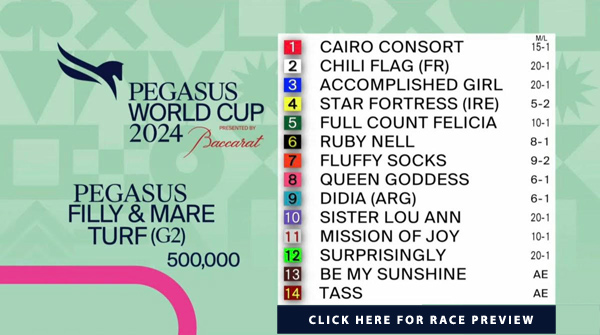 PEGASUS
WORLD CUP
2024 PRESENTED BY
Baccarat
PEGASUS
FILLY & MARE
TURF (G2)
500,000
M/L
1 CAIRO CONSORT 15-1
2 CHILI FLAG (FR) 20-1
3 ACCOMPLISHED GIRL 20-1
4 STAR FORTRESS (IRE) 5-2
5 FULL COUNT FELICIA 10-1
6 RUBY NELL 8-1
7 FLUFFY SOCKS 9-2
8 QUEEN GODDESS 6-1
9 DIDIA (ARG) 6-1
10 SISTER LOU ANN 20-1
11 MISSION OF JOY 10-1
12 SURPRISINGLY 20-1
13 BE MY SUNSHINE AE
14 TASS AE
CLICK HERE FOR RACE PREVIEW